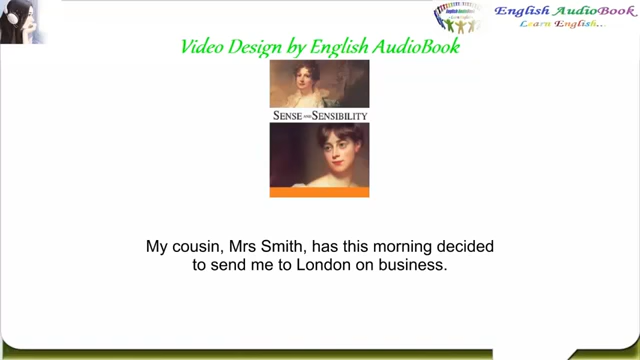 English AudioBook
Learn English...
Video Design by English AudioBook
SENSE AND SENSIBILITY
My cousin, Mrs Smith, has this morning decided
to send me to London on business.